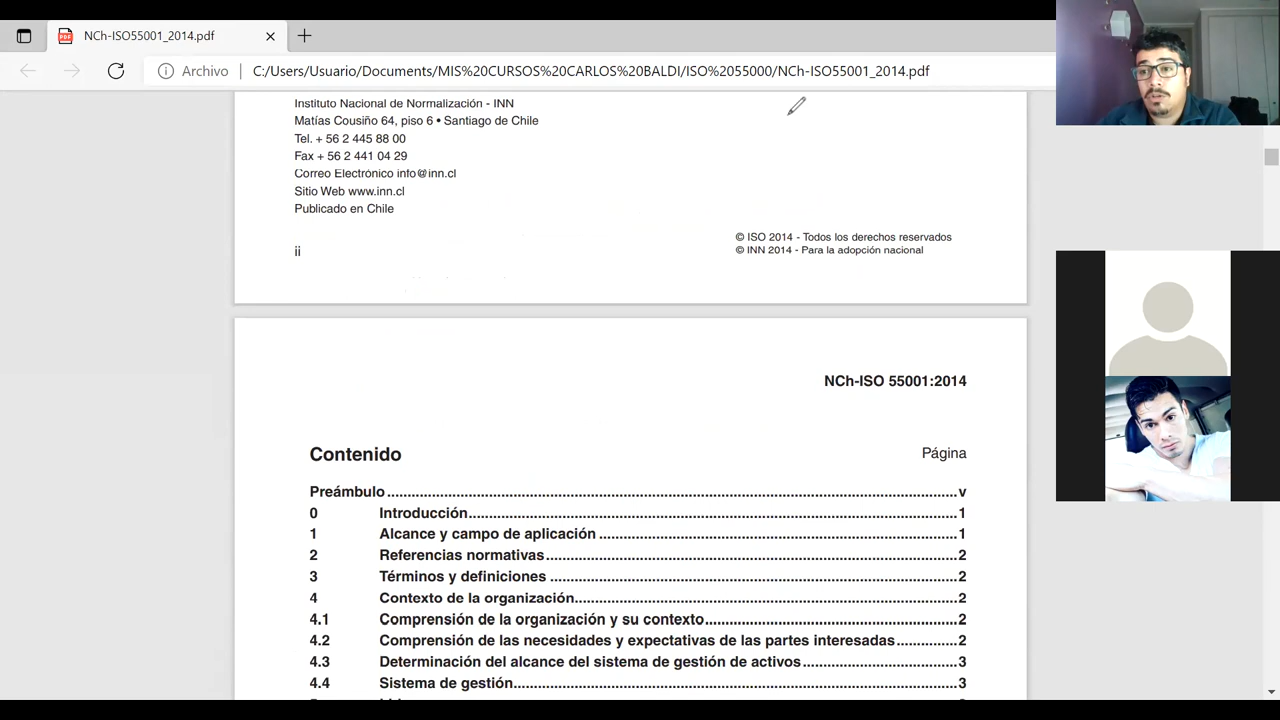 NCh-ISO55001_2014.pdf
Archivo
C:/Users/Usuario/Documents/MIS%20CURSOS%20CARLOS%20BALDI/ISO%2055000/NCh-ISO55001_2014.pdf
Instituto Nacional de Normalización - INN
Matías Cousiño 64, piso 6 • Santiago de Chile
Tel. + 56 2 445 88 00
Fax + 56 2 441 04 29
Correo Electrónico info@inn.cl
Sitio Web www.inn.cl
Publicado en Chile
© ISO 2014 - Todos los derechos reservados
ii
© INN 2014 - Para la adopción nacional
NCh-ISO 55001:2014
Contenido Página
Preámbulo v
0 Introducción 1
1 Alcance y campo de aplicación 1
2 Referencias normativas 2
3 Términos y definiciones 2
4 Contexto de la organización 2
4.1 Comprensión de la organización y su contexto 2
4.2 Comprensión de las necesidades y expectativas de las partes interesadas 2
4.3 Determinación del alcance del sistema de gestión de activos 3
4.4 Sistema de gestión 3